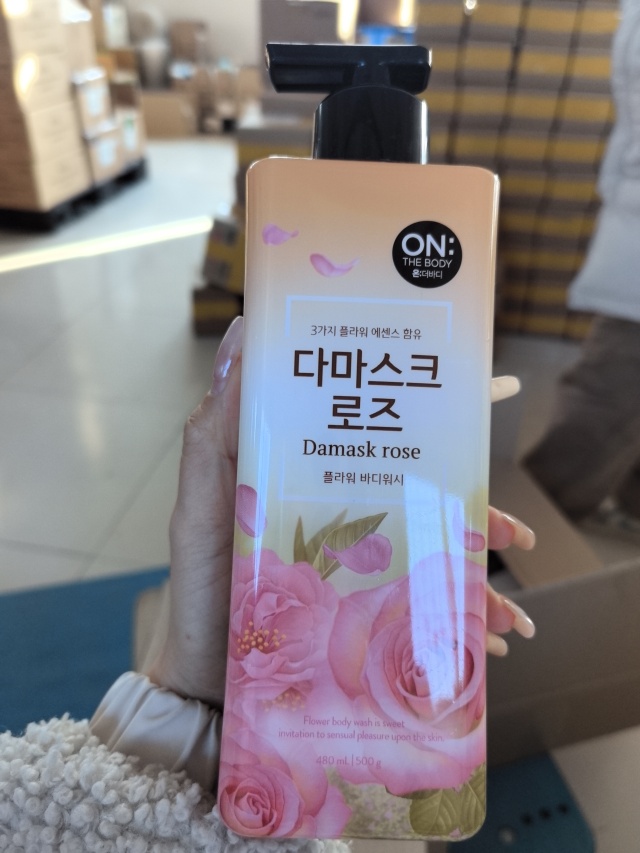 ON:
THE BODY
온:더바디
3가지 플라워 에센스 함유
다마스크
로즈
Damask rose
플라워 바디워시
Flower body wash is sweet
invitation to sensual pleasure upon the skin.
480 mL | 500 g